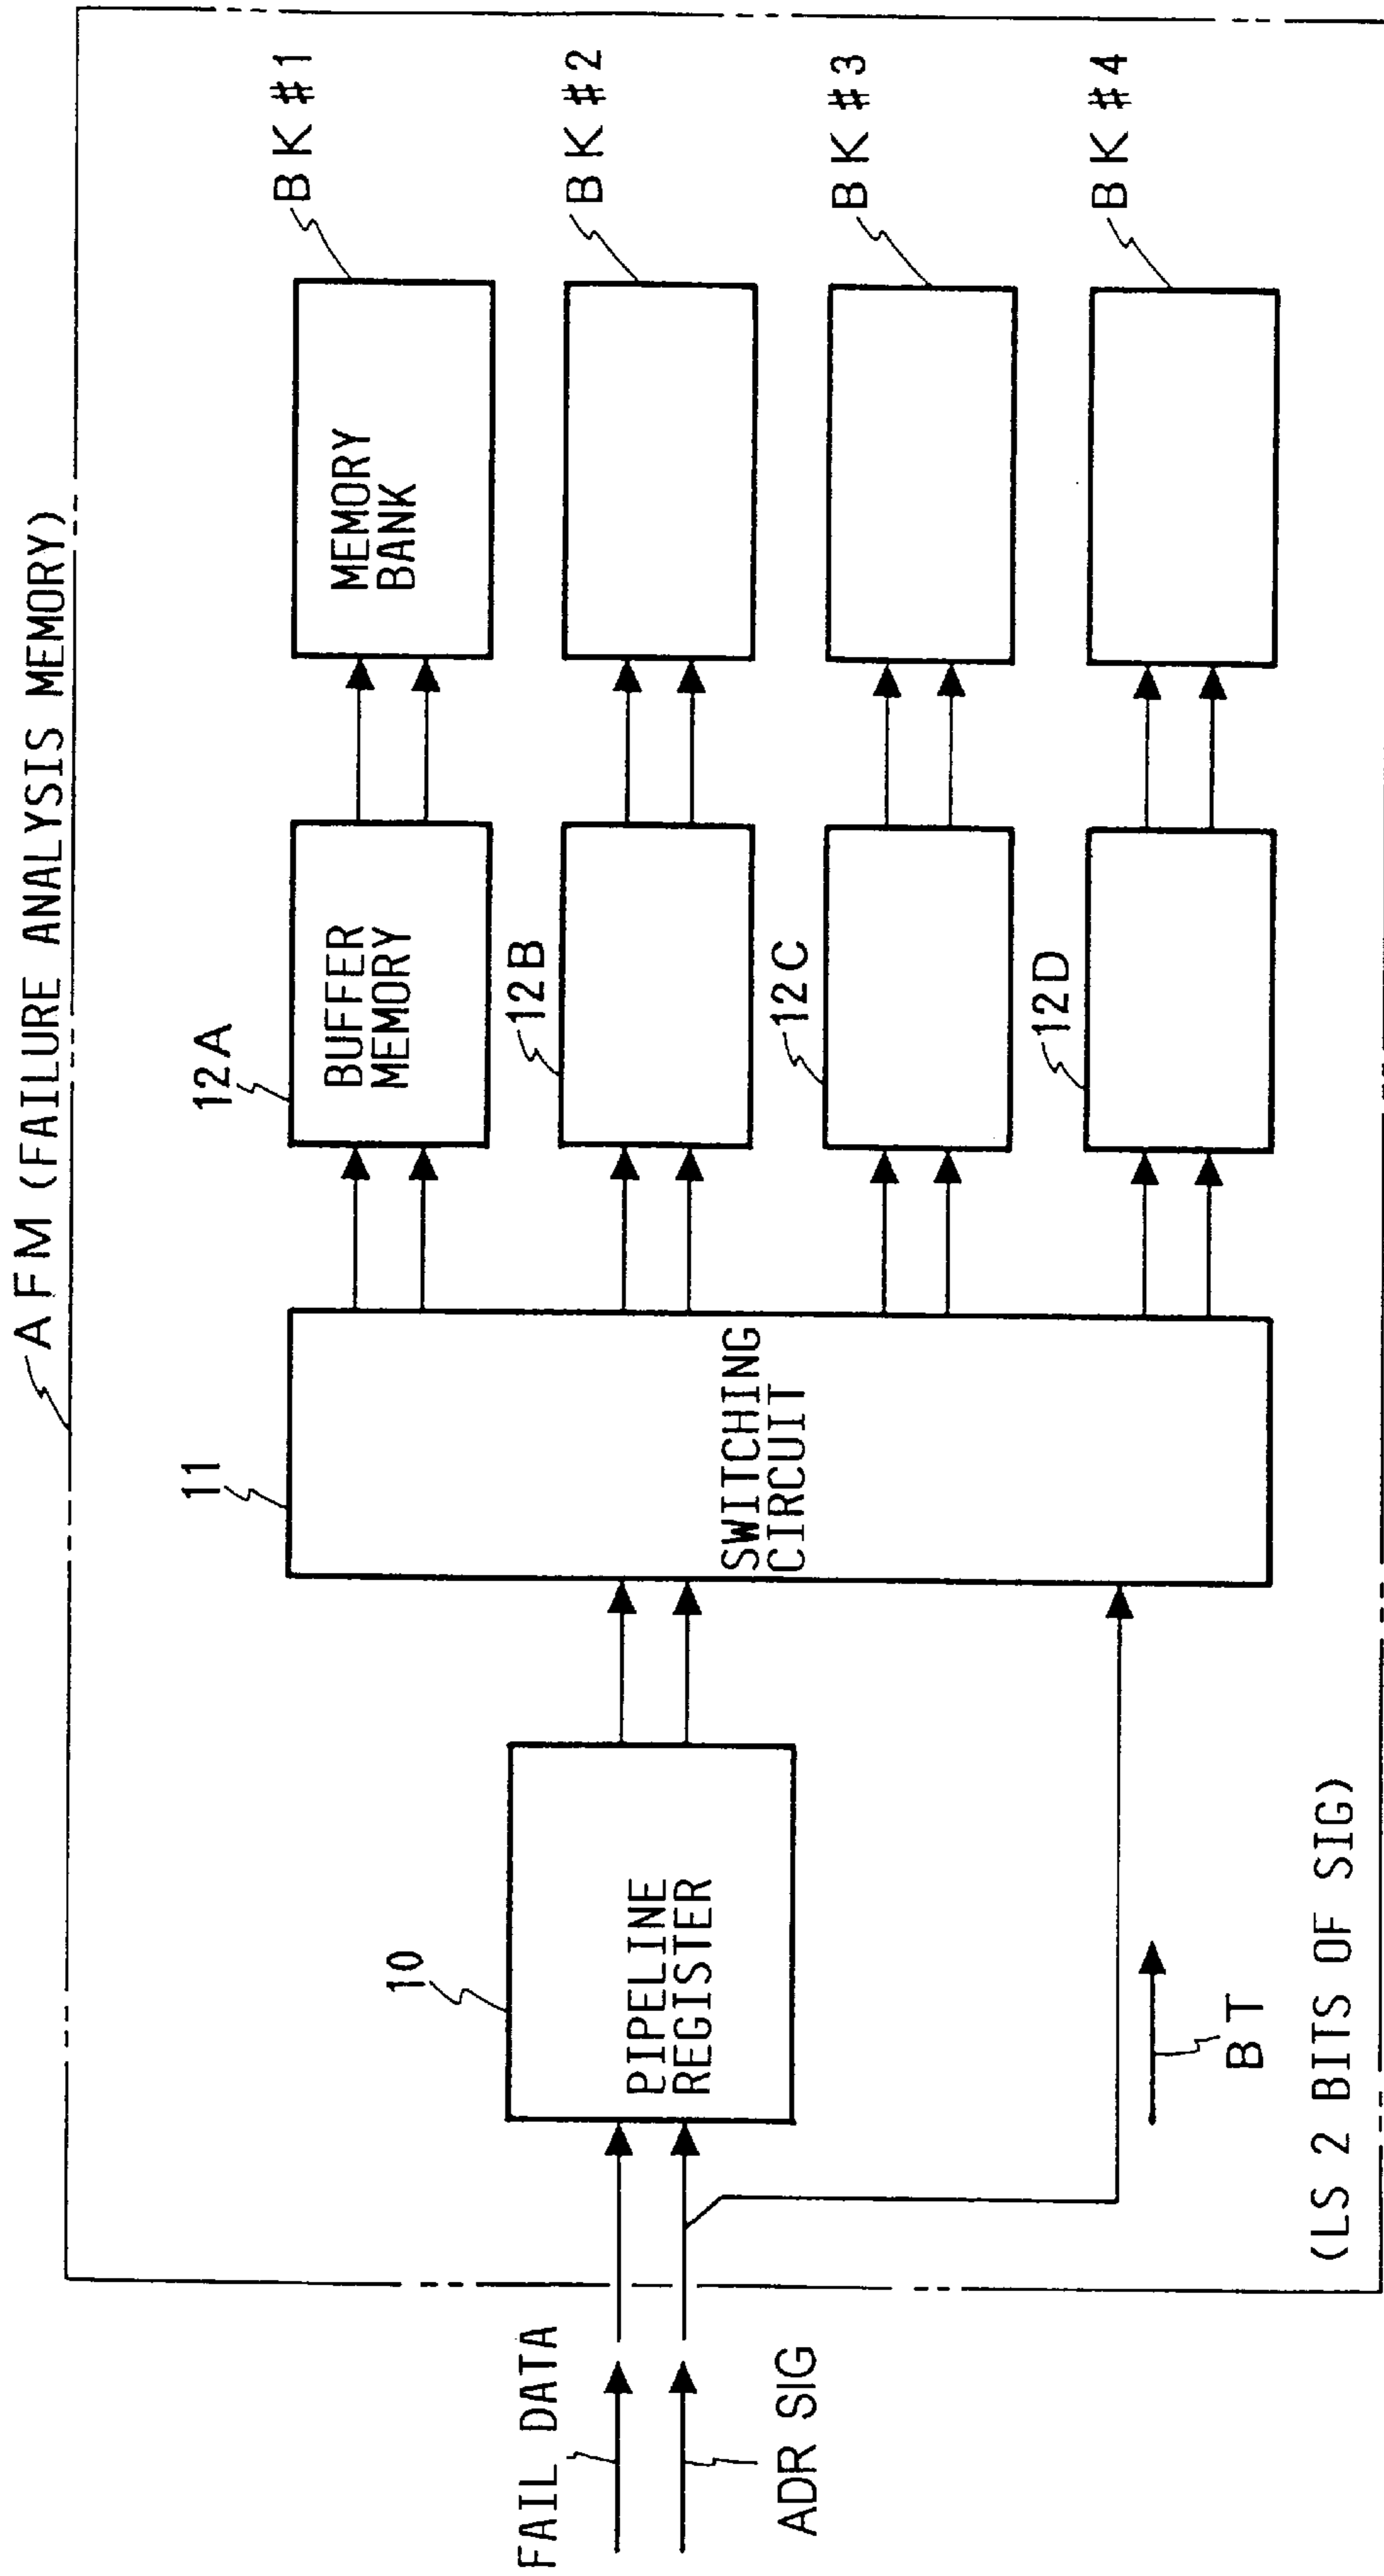 AFM (FAILURE ANALYSIS MEMORY)
FAIL DATA
ADR SIG
10
PIPELINE
REGISTER
BT
(LS 2 BITS OF SIG)
11
SWITCHING
CIRCUIT
12A
BUFFER
MEMORY
12B
12C
12D
MEMORY
BANK
BK #1
BK #2
BK #3
BK #4